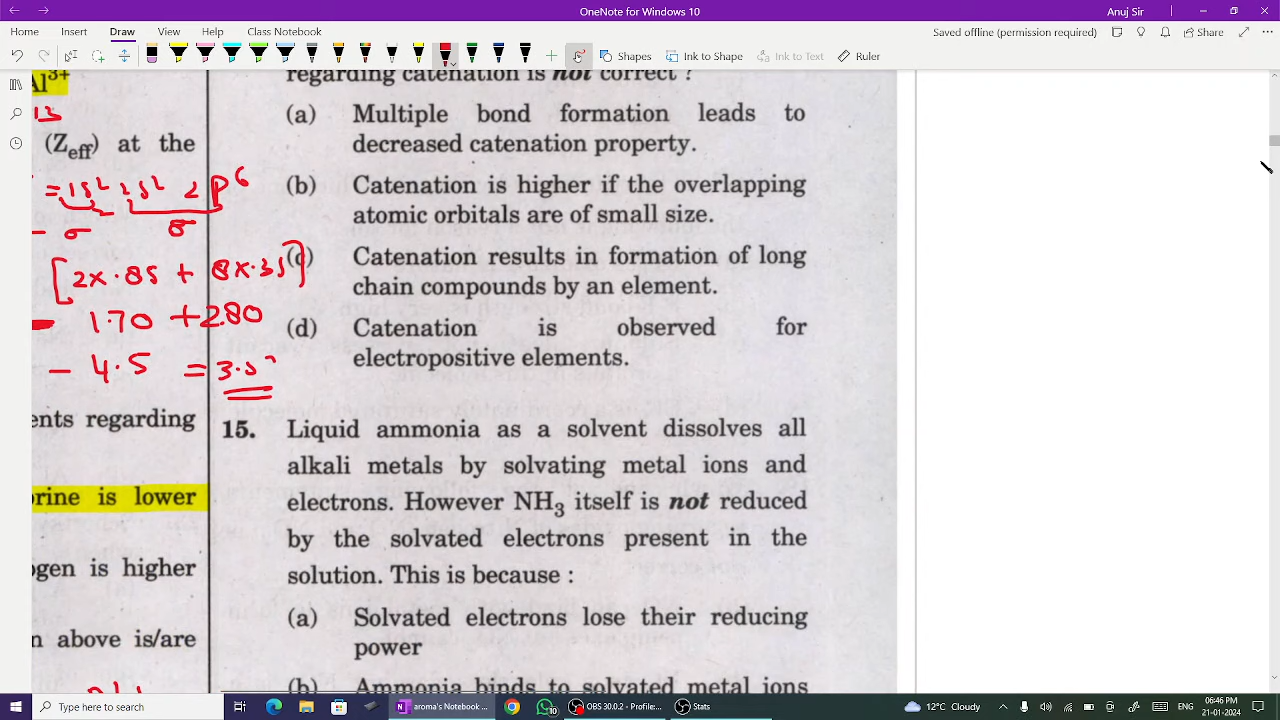 OneNote for Windows 10
Anuj Sir
Home Insert Draw View Help Class Notebook
Saved offline (permission required) Share
Shapes Ink to Shape Ink to Text Ruler
Al3+
13
(Zeff) at the
= 1s2 2s2 2p6
8
[2x.85 + 8x.35]
1.70 + 2.80
- 4.5 = 3.5
ents regarding
rine is lower
ogen is higher
n above is/are
regarding catenation is not correct ?
(a) Multiple bond formation leads to
decreased catenation property.
(b) Catenation is higher if the overlapping
atomic orbitals are of small size.
(c) Catenation results in formation of long
chain compounds by an element.
(d) Catenation is observed for
electropositive elements.
15. Liquid ammonia as a solvent dissolves all
alkali metals by solvating metal ions and
electrons. However NH3 itself is not reduced
by the solvated electrons present in the
solution. This is because :
(a) Solvated electrons lose their reducing
power
(b) Ammonia binds to solvated metal ions
Type here to search
aroma's Notebook ...
OBS 30.0.2 - Profile:...
Stats
12°C Cloudy
06:46 PM
21-01-2024